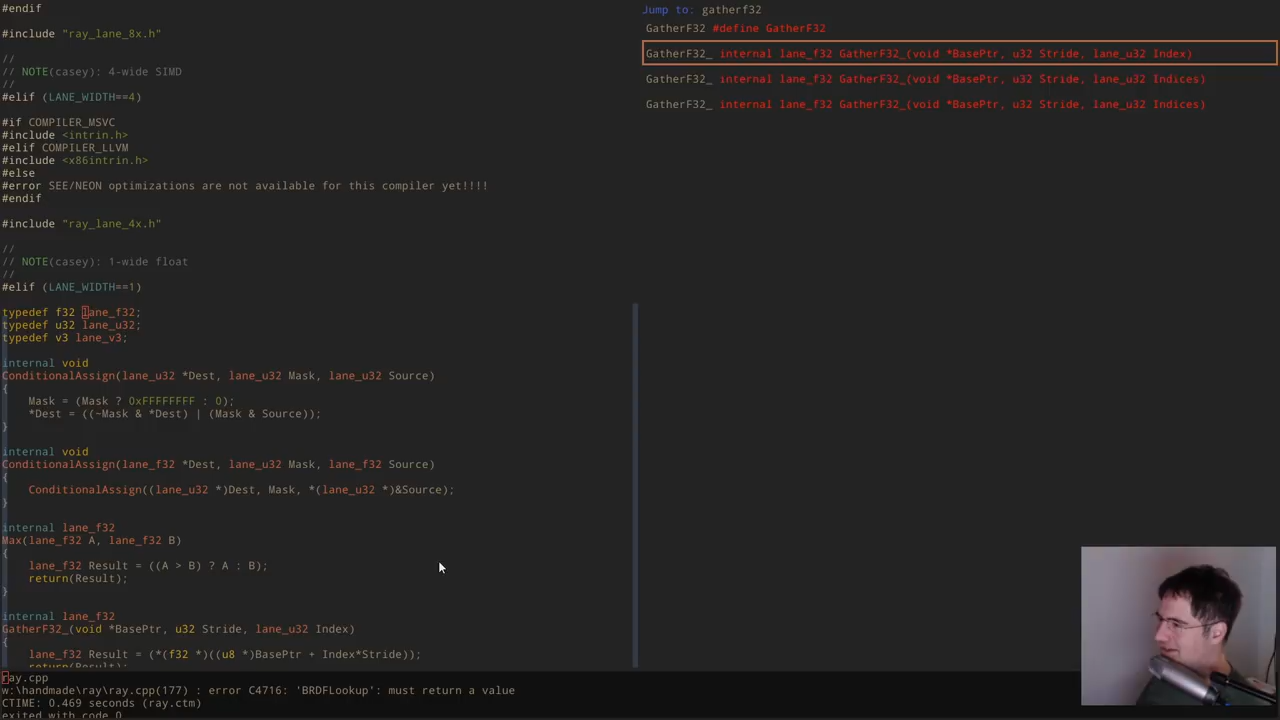 #endif
#include "ray_lane_8x.h"
//
// NOTE(casey): 4-wide SIMD
//
#elif (LANE_WIDTH==4)
#if COMPILER_MSVC
#include <intrin.h>
#elif COMPILER_LLVM
#include <x86intrin.h>
#else
#error SEE/NEON optimizations are not available for this compiler yet!!!!
#endif
#include "ray_lane_4x.h"
//
// NOTE(casey): 1-wide float
//
#elif (LANE_WIDTH==1)
typedef f32 lane_f32;
typedef u32 lane_u32;
typedef v3 lane_v3;
internal void
ConditionalAssign(lane_u32 *Dest, lane_u32 Mask, lane_u32 Source)
{
Mask = (Mask ? 0xFFFFFFFF : 0);
*Dest = ((~Mask & *Dest) | (Mask & Source));
}
internal void
ConditionalAssign(lane_f32 *Dest, lane_u32 Mask, lane_f32 Source)
{
ConditionalAssign((lane_u32 *)Dest, Mask, *(lane_u32 *)&Source);
}
internal lane_f32
Max(lane_f32 A, lane_f32 B)
{
lane_f32 Result = ((A > B) ? A : B);
return(Result);
}
internal lane_f32
GatherF32_(void *BasePtr, u32 Stride, lane_u32 Index)
{
lane_f32 Result = (*(f32 *)((u8 *)BasePtr + Index*Stride));
return(Result);
Jump to: gatherf32
GatherF32 #define GatherF32
GatherF32_ internal lane_f32 GatherF32_(void *BasePtr, u32 Stride, lane_u32 Index)
GatherF32_ internal lane_f32 GatherF32_(void *BasePtr, u32 Stride, lane_u32 Indices)
GatherF32_ internal lane_f32 GatherF32_(void *BasePtr, u32 Stride, lane_u32 Indices)
ray.cpp
w:\handmade\ray\ray.cpp(177) : error C4716: 'BRDFLookup': must return a value
CTIME: 0.469 seconds (ray.ctm)
exited with code 0